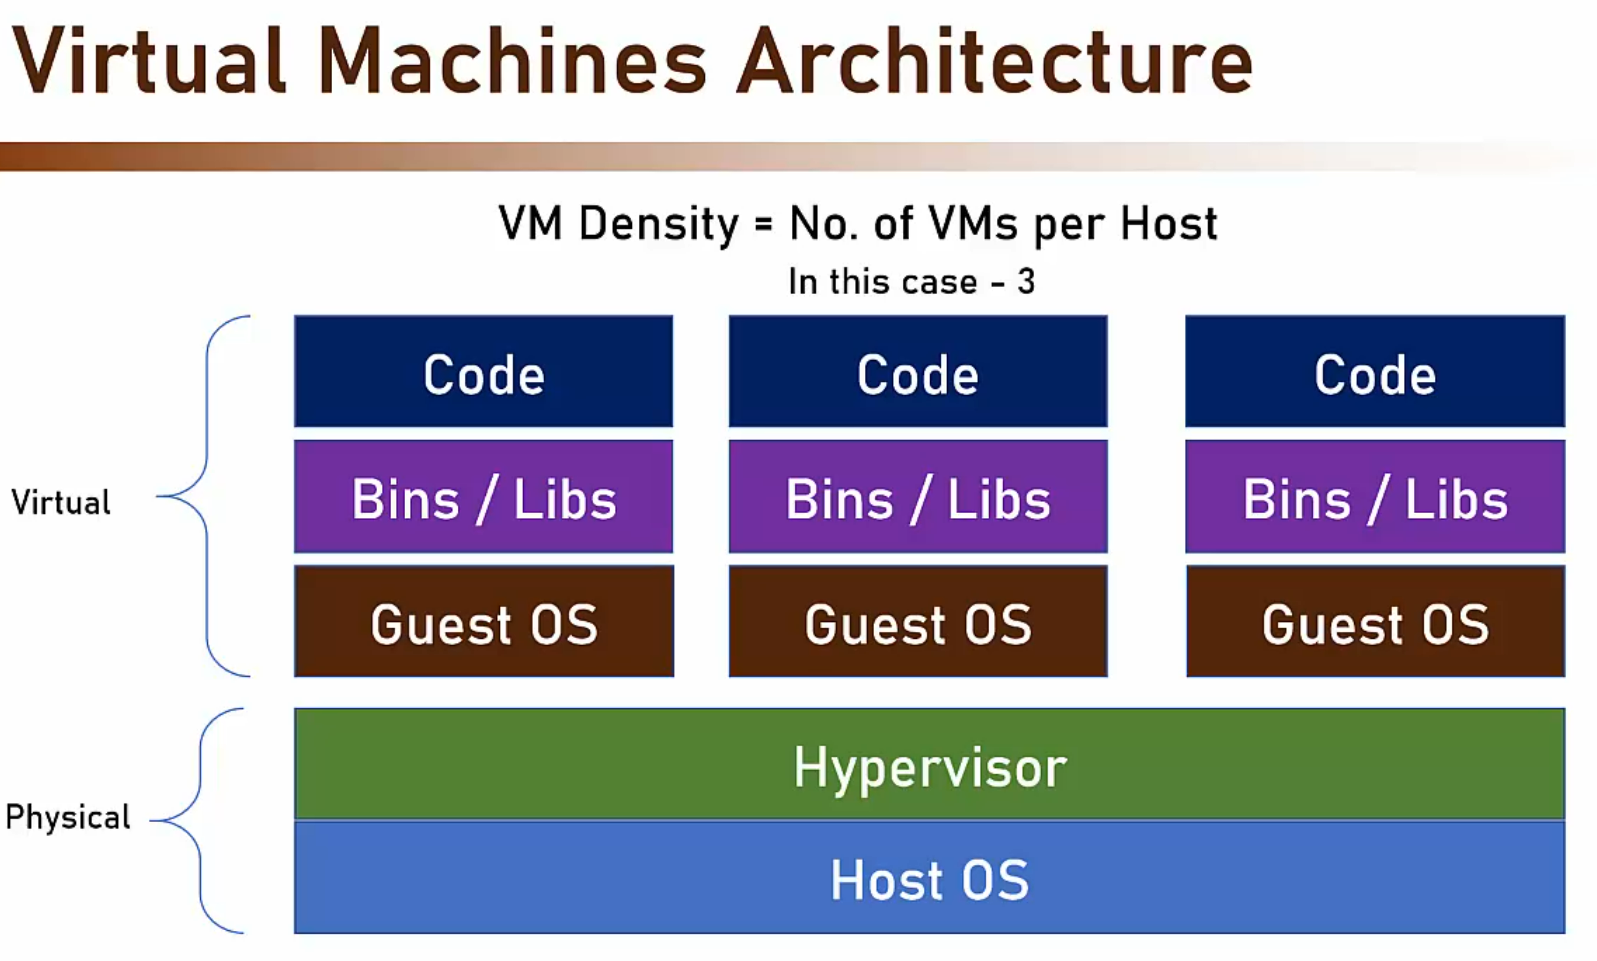 Virtual Machines Architecture
VM Density = No. of VMs per Host
In this case - 3
Code Code Code
Virtual
Bins / Libs Bins / Libs Bins / Libs
Guest OS Guest OS Guest OS
Physical
Hypervisor
Host OS